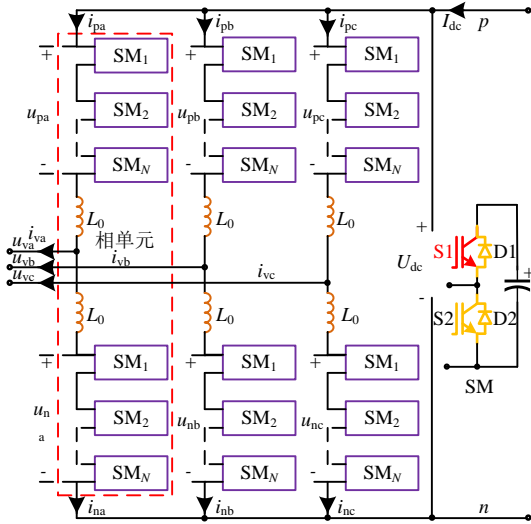 i_pa i_pb i_pc I_dc p
+ SM_1 + SM_1 + SM_1
u_pa SM_2 u_pb SM_2 u_pc SM_2
- SM_N - SM_N - SM_N
L_0 L_0 L_0
u_va i_va 相单元
u_vb i_vb
u_vc i_vc
+ U_dc -
S1 D1 +
S2 D2
SM
L_0 L_0 L_0
+ SM_1 + SM_1 + SM_1
u_n a SM_2 u_nb SM_2 u_nc SM_2
- SM_N - SM_N - SM_N
i_na i_nb i_nc n